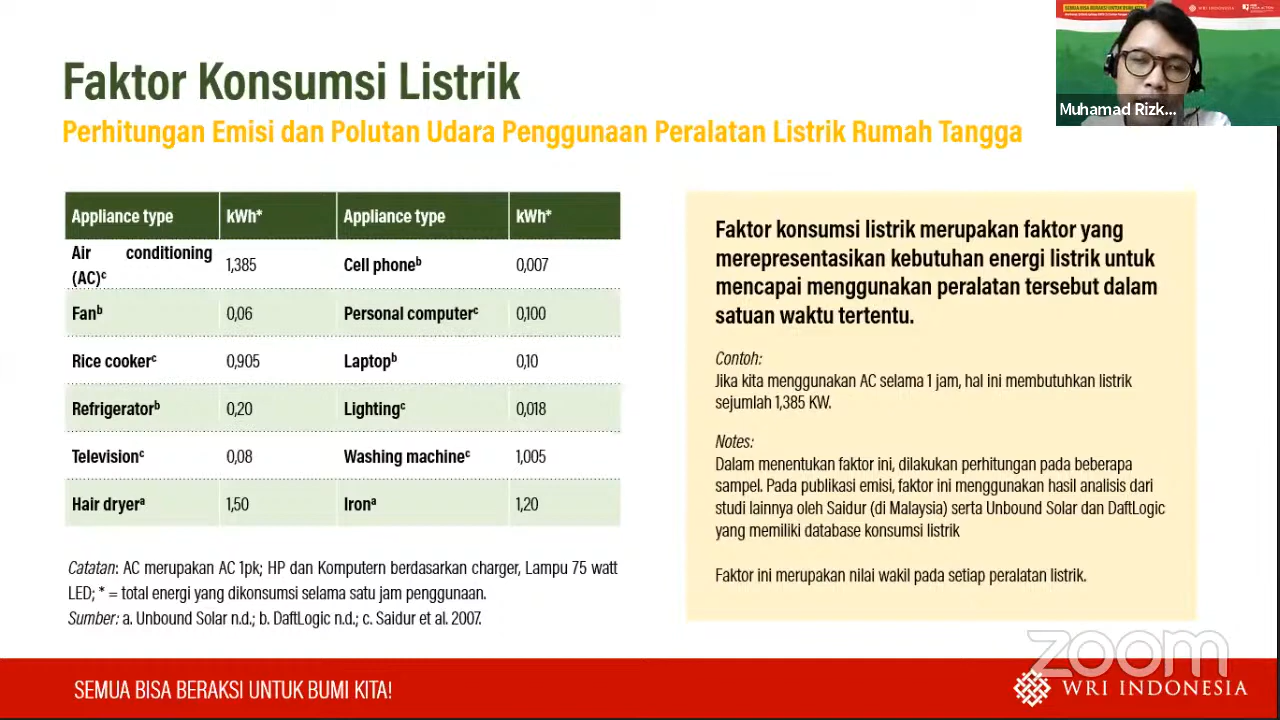 Faktor Konsumsi Listrik
Perhitungan Emisi dan Polutan Udara Penggunaan Peralatan Listrik Rumah Tangga
SEMUA BISA BERAKSI UNTUK BUMI KITA!
WRI INDONESIA
Muhamad Rizk...
Appliance type kWh* Appliance type kWh*
Air conditioning (AC)ᶜ 1,385 Cell phoneᵇ 0,007
Fanᵇ 0,06 Personal computerᶜ 0,100
Rice cookerᶜ 0,905 Laptopᵇ 0,10
Refrigeratorᵇ 0,20 Lightingᶜ 0,018
Televisionᶜ 0,08 Washing machineᶜ 1,005
Hair dryerᵃ 1,50 Ironᵃ 1,20
Catatan: AC merupakan AC 1pk; HP dan Komputern berdasarkan charger, Lampu 75 watt
LED; * = total energi yang dikonsumsi selama satu jam penggunaan.
Sumber: a. Unbound Solar n.d.; b. DaftLogic n.d.; c. Saidur et al. 2007.
Faktor konsumsi listrik merupakan faktor yang
merepresentasikan kebutuhan energi listrik untuk
mencapai menggunakan peralatan tersebut dalam
satuan waktu tertentu.
Contoh:
Jika kita menggunakan AC selama 1 jam, hal ini membutuhkan listrik
sejumlah 1,385 KW.
Notes:
Dalam menentukan faktor ini, dilakukan perhitungan pada beberapa
sampel. Pada publikasi emisi, faktor ini menggunakan hasil analisis dari
studi lainnya oleh Saidur (di Malaysia) serta Unbound Solar dan DaftLogic
yang memiliki database konsumsi listrik
Faktor ini merupakan nilai wakil pada setiap peralatan listrik.
zoom
SEMUA BISA BERAKSI UNTUK BUMI KITA!
WRI INDONESIA